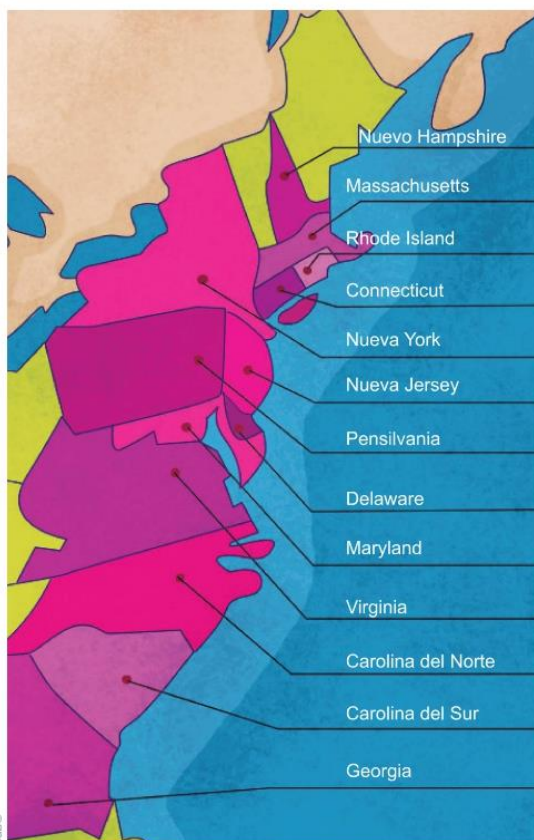 Nuevo Hampshire
Massachusetts
Rhode Island
Connecticut
Nueva York
Nueva Jersey
Pensilvania
Delaware
Maryland
Virginia
Carolina del Norte
Carolina del Sur
Georgia